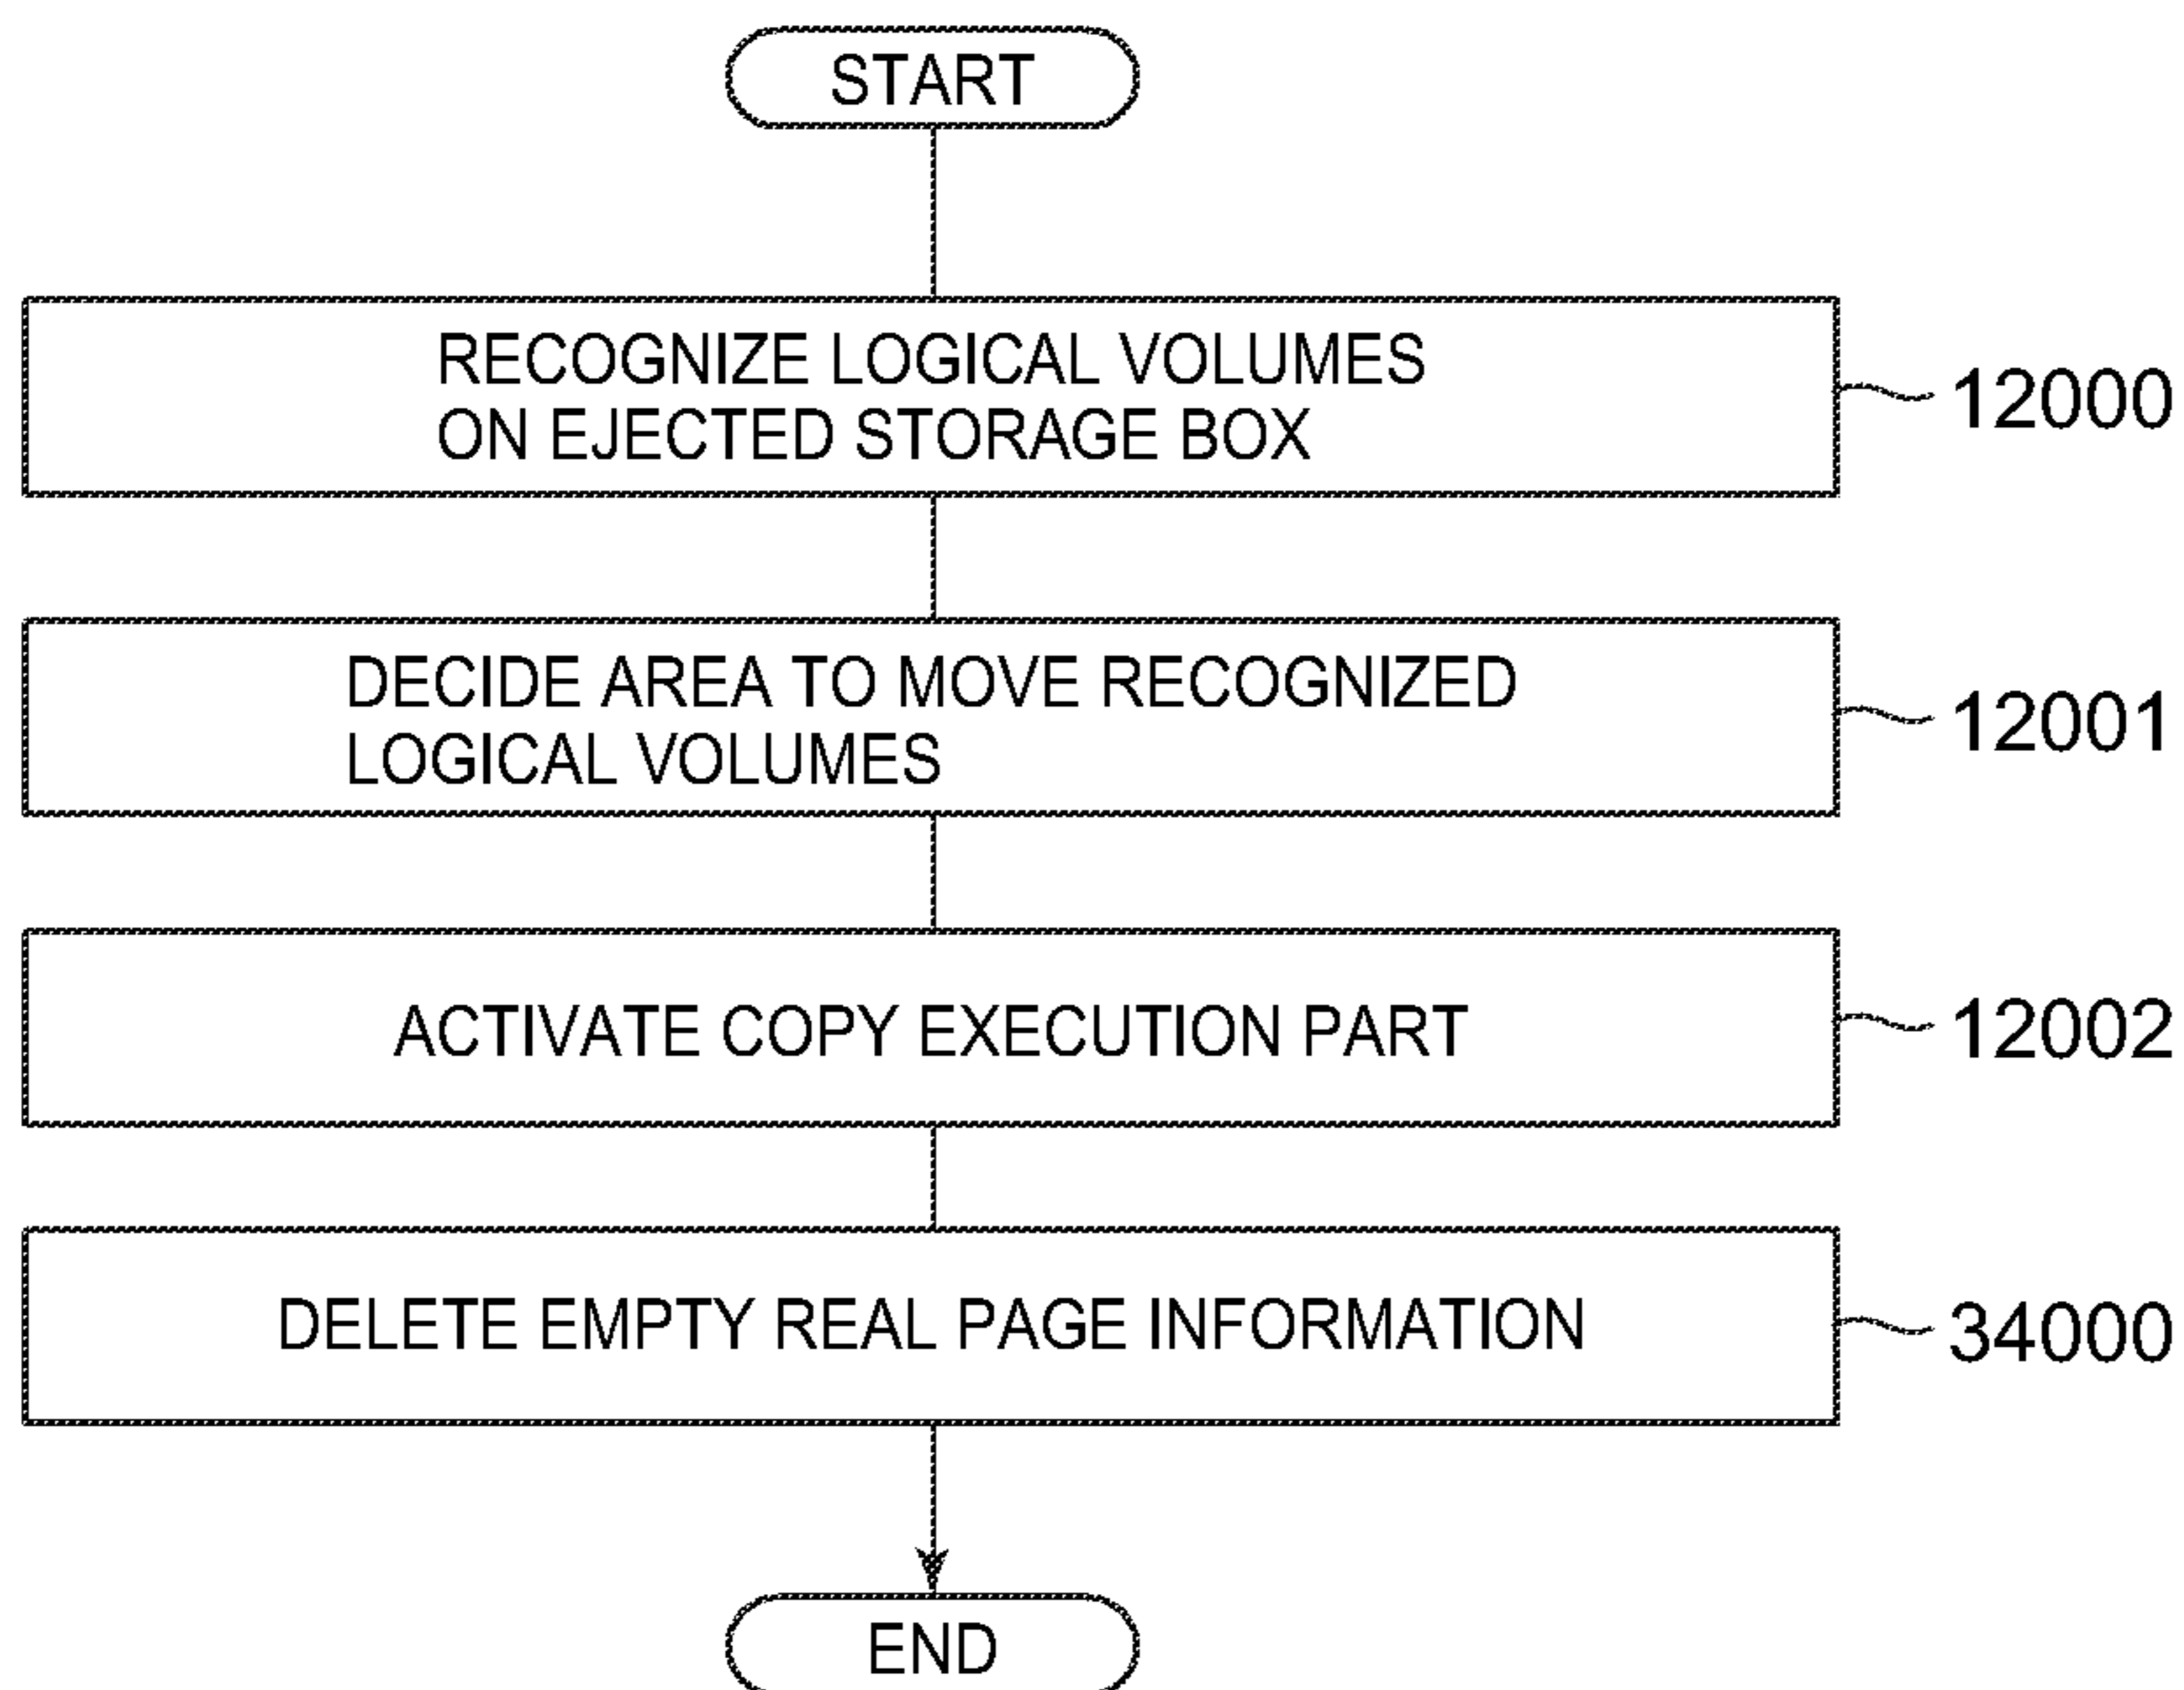 START
RECOGNIZE LOGICAL VOLUMES
ON EJECTED STORAGE BOX
12000
DECIDE AREA TO MOVE RECOGNIZED
LOGICAL VOLUMES
12001
ACTIVATE COPY EXECUTION PART
12002
DELETE EMPTY REAL PAGE INFORMATION
34000
END